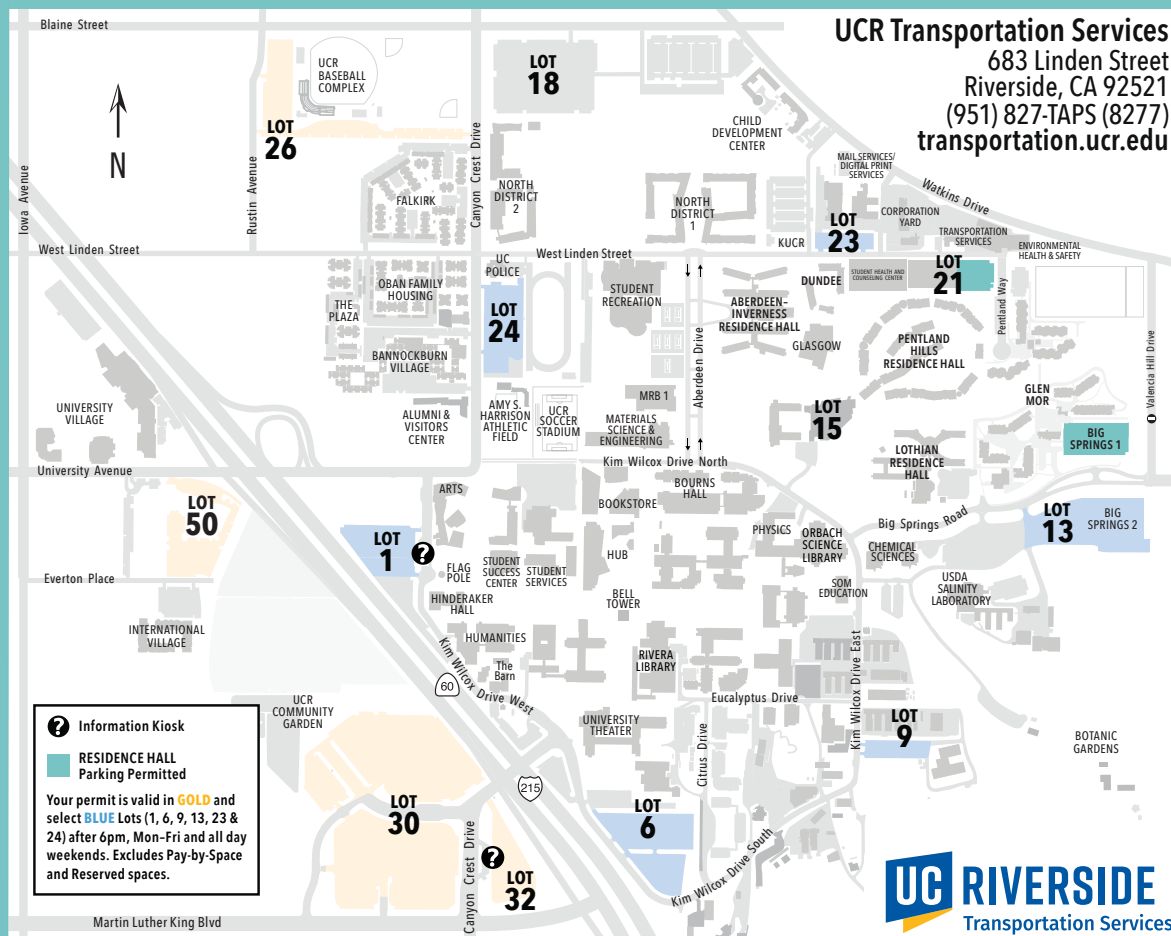 UCR Transportation Services
683 Linden Street
Riverside, CA 92521
(951) 827-TAPS (8277)
transportation.ucr.edu
Blaine Street
UCR
BASEBALL
COMPLEX
LOT
18
LOT
26
N
Iowa Avenue
Rustin Avenue
Canyon Crest Drive
CHILD
DEVELOPMENT
CENTER
MAIL SERVICES/
DIGITAL PRINT
SERVICES
Watkins Drive
FALKIRK
NORTH
DISTRICT
2
NORTH
DISTRICT
1
LOT
23
CORPORATION
YARD
TRANSPORTATION
SERVICES
KUCR
ENVIRONMENTAL
HEALTH & SAFETY
West Linden Street
West Linden Street
UC
POLICE
OBAN FAMILY
HOUSING
THE
PLAZA
LOT
24
STUDENT
RECREATION
ABERDEEN–
INVERNESS
RESIDENCE HALL
DUNDEE
STUDENT HEALTH AND
COUNSELING CENTER
LOT
21
Pentland Way
GLASGOW
PENTLAND
HILLS
RESIDENCE HALL
Aberdeen Drive
Valencia Hill Drive
BANNOCKBURN
VILLAGE
UNIVERSITY
VILLAGE
ALUMNI &
VISITORS
CENTER
AMY S.
HARRISON
ATHLETIC
FIELD
UCR
SOCCER
STADIUM
MRB 1
MATERIALS
SCIENCE &
ENGINEERING
LOT
15
GLEN
MOR
BIG
SPRINGS 1
LOTHIAN
RESIDENCE
HALL
University Avenue
Kim Wilcox Drive North
ARTS
BOOKSTORE
BOURNS
HALL
LOT
50
LOT
1
?
PHYSICS
ORBACH
SCIENCE
LIBRARY
Big Springs Road
LOT
13
BIG
SPRINGS 2
CHEMICAL
SCIENCES
Everton Place
FLAG
POLE
STUDENT
SUCCESS
CENTER
STUDENT
SERVICES
HUB
HINDERAKER
HALL
BELL
TOWER
SOM
EDUCATION
USDA
SALINITY
LABORATORY
INTERNATIONAL
VILLAGE
HUMANITIES
The
Barn
RIVERA
LIBRARY
Kim Wilcox Drive West
60
Eucalyptus Drive
Kim Wilcox Drive East
UCR
COMMUNITY
GARDEN
UNIVERSITY
THEATER
Citrus Drive
LOT
9
BOTANIC
GARDENS
215
LOT
30
LOT
6
Canyon Crest Drive
?
LOT
32
Kim Wilcox Drive South
Martin Luther King Blvd
? Information Kiosk
RESIDENCE HALL
Parking Permitted
Your permit is valid in GOLD and
select BLUE Lots (1, 6, 9, 13, 23 &
24) after 6pm, Mon–Fri and all day
weekends. Excludes Pay-by-Space
and Reserved spaces.
UC RIVERSIDE
Transportation Services